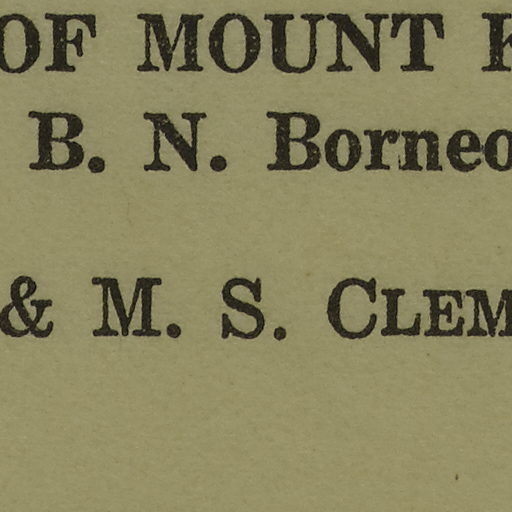 OF MOUNT K
B. N. Borneo
& M. S. CLEM